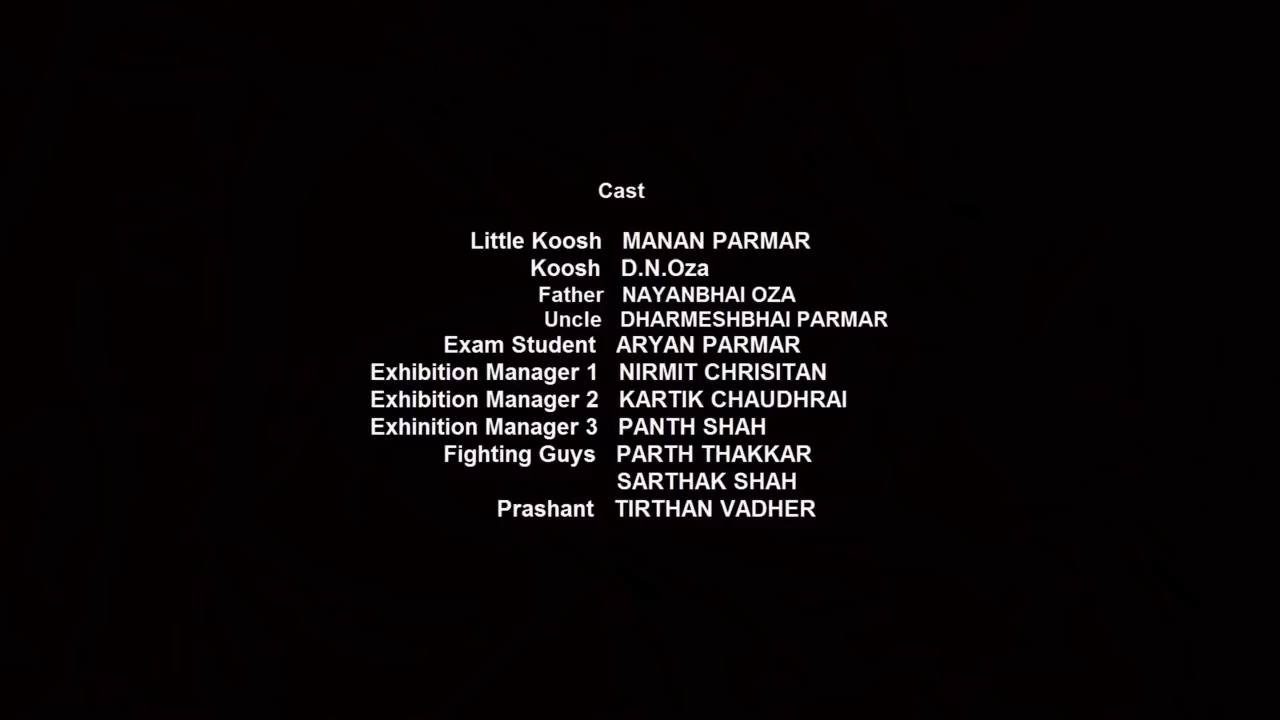 Cast
Little Koosh MANAN PARMAR
Koosh D.N.Oza
Father NAYANBHAI OZA
Uncle DHARMESHBHAI PARMAR
Exam Student ARYAN PARMAR
Exhibition Manager 1 NIRMIT CHRISITAN
Exhibition Manager 2 KARTIK CHAUDHRAI
Exhinition Manager 3 PANTH SHAH
Fighting Guys PARTH THAKKAR
SARTHAK SHAH
Prashant TIRTHAN VADHER